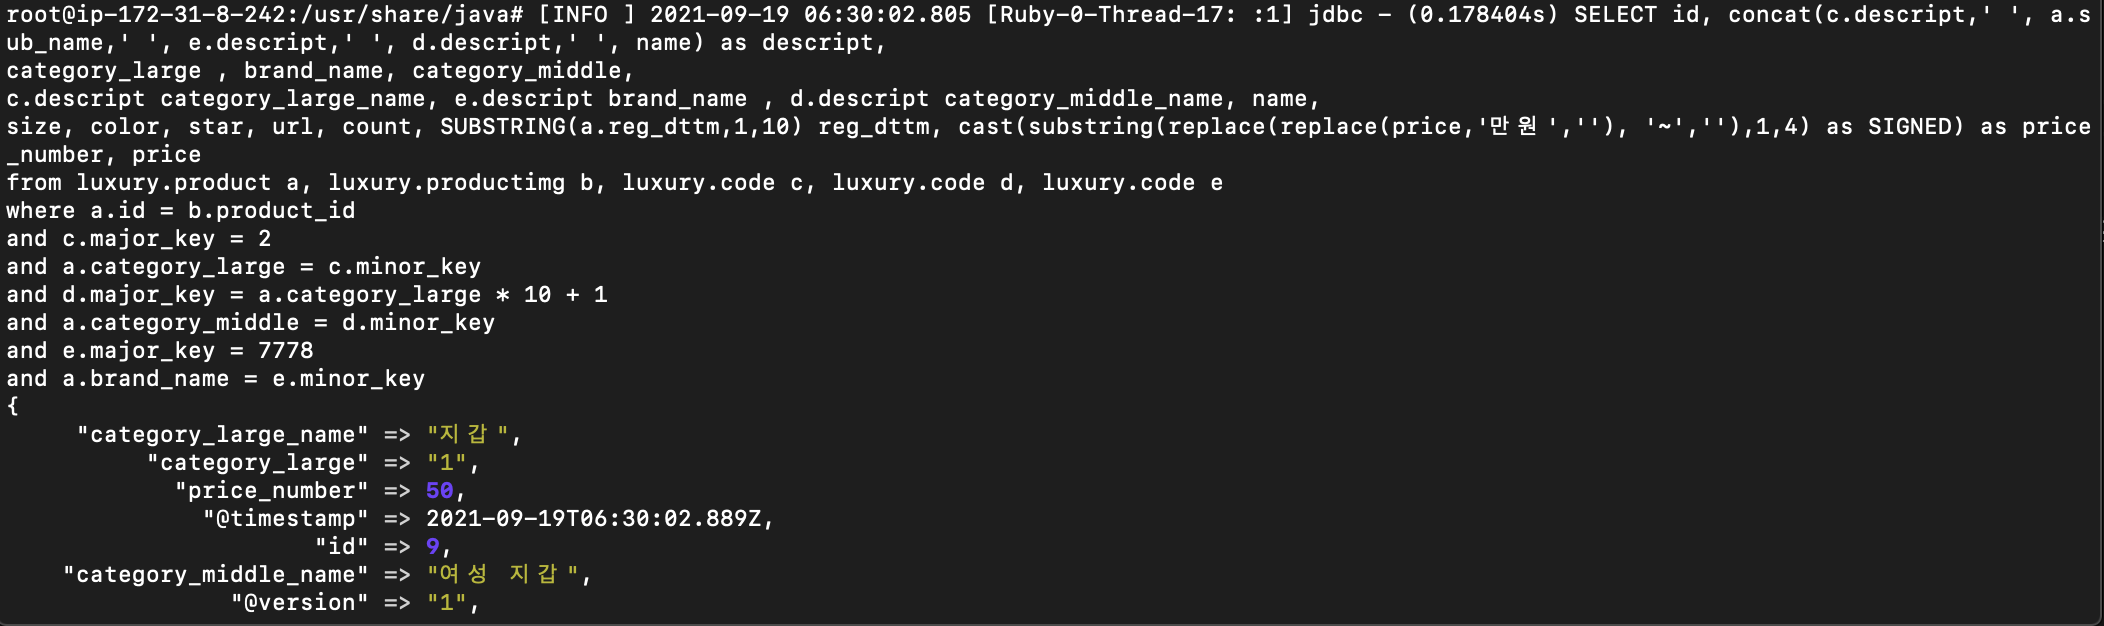 root@ip-172-31-8-242:/usr/share/java# [INFO ] 2021-09-19 06:30:02.805 [Ruby-0-Thread-17: :1] jdbc - (0.178404s) SELECT id, concat(c.descript,' ', a.s
ub_name,' ', e.descript,' ', d.descript,' ', name) as descript,
category_large , brand_name, category_middle,
c.descript category_large_name, e.descript brand_name , d.descript category_middle_name, name,
size, color, star, url, count, SUBSTRING(a.reg_dttm,1,10) reg_dttm, cast(substring(replace(replace(price,'만원',''), '~',''),1,4) as SIGNED) as price
_number, price
from luxury.product a, luxury.productimg b, luxury.code c, luxury.code d, luxury.code e
where a.id = b.product_id
and c.major_key = 2
and a.category_large = c.minor_key
and d.major_key = a.category_large * 10 + 1
and a.category_middle = d.minor_key
and e.major_key = 7778
and a.brand_name = e.minor_key
{
"category_large_name" => "지갑",
"category_large" => "1",
"price_number" => 50,
"@timestamp" => 2021-09-19T06:30:02.889Z,
"id" => 9,
"category_middle_name" => "여성 지갑",
"@version" => "1",